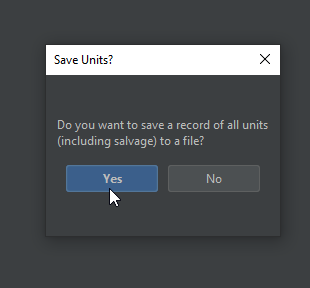 Save Units?
Do you want to save a record of all units
(including salvage) to a file?
Yes
No